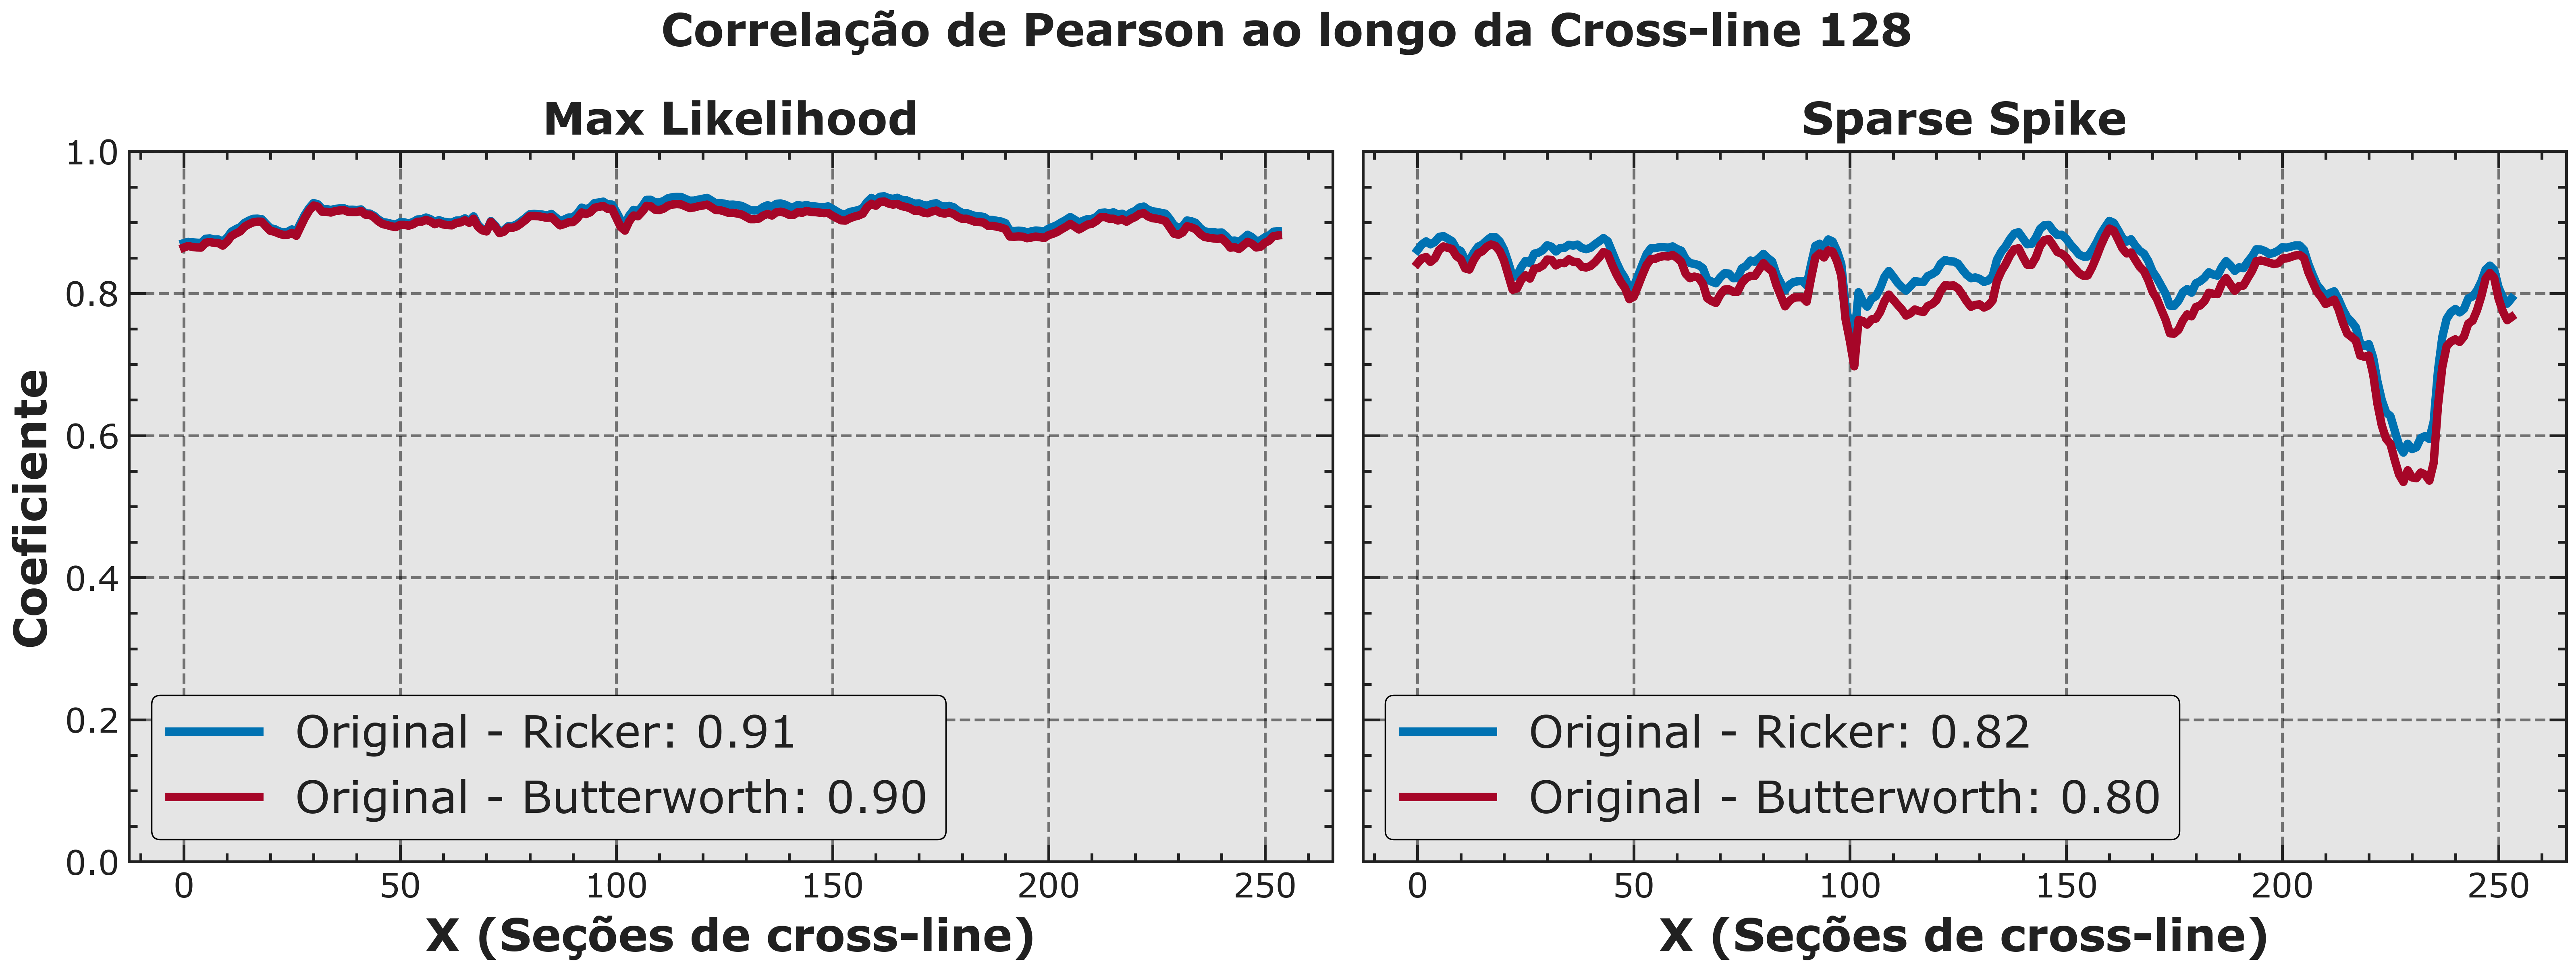 Correlação de Pearson ao longo da Cross-line 128
Max Likelihood
Sparse Spike
Coeficiente
1.0
0.8
0.6
0.4
0.2
0.0
Original - Ricker: 0.91
Original - Butterworth: 0.90
Original - Ricker: 0.82
Original - Butterworth: 0.80
0 50 100 150 200 250
0 50 100 150 200 250
X (Seções de cross-line)
X (Seções de cross-line)